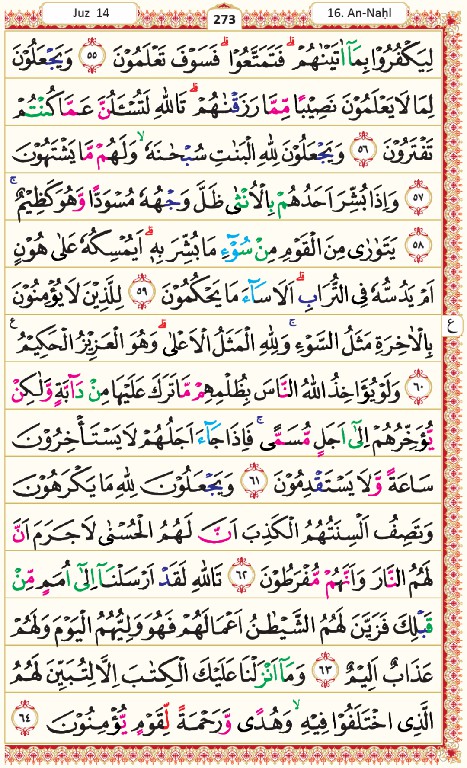 Juz 14
273
16. An-Naḥl
لِيَكْفُرُوْا بِمَاۤ اٰتَيْنٰهُمْ ؕ فَتَمَتَّعُوْا ۫ فَسَوْفَ تَعْلَمُوْنَ ٥٥ وَيَجْعَلُوْنَ
لِمَا لَا يَعْلَمُوْنَ نَصِيْبًا مِّمَّا رَزَقْنٰهُمْ ؕ تَاللّٰهِ لَتُسْـَٔلُنَّ عَمَّا كُنْتُمْ
تَفْتَرُوْنَ ٥٦ وَيَجْعَلُوْنَ لِلّٰهِ الْبَنٰتِ سُبْحٰنَهٗ ۙ وَلَهُمْ مَّا يَشْتَهُوْنَ
٥٧ وَاِذَا بُشِّرَ اَحَدُهُمْ بِالْاُنْثٰى ظَلَّ وَجْهُهٗ مُسْوَدًّا وَّهُوَ كَظِيْمٌ ۚ
٥٨ يَتَوَارٰى مِنَ الْقَوْمِ مِنْ سُوْٓءِ مَا بُشِّرَ بِهٖ ؕ اَيُمْسِكُهٗ عَلٰى هُوْنٍ
اَمْ يَدُسُّهٗ فِى التُّرَابِ ؕ اَلَا سَآءَ مَا يَحْكُمُوْنَ ٥٩ لِلَّذِيْنَ لَا يُؤْمِنُوْنَ
بِالْاٰخِرَةِ مَثَلُ السَّوْءِ ۚ وَلِلّٰهِ الْمَثَلُ الْاَعْلٰى ؕ وَهُوَ الْعَزِيْزُ الْحَكِيْمُ ع
ع
٦٠ وَلَوْ يُؤَاخِذُ اللّٰهُ النَّاسَ بِظُلْمِهِمْ مَّا تَرَكَ عَلَيْهَا مِنْ دَآبَّةٍ وَّلٰكِنْ
يُّؤَخِّرُهُمْ اِلٰٓى اَجَلٍ مُّسَمًّى ۚ فَاِذَا جَآءَ اَجَلُهُمْ لَا يَسْتَأْخِرُوْنَ
سَاعَةً وَّلَا يَسْتَقْدِمُوْنَ ٦١ وَيَجْعَلُوْنَ لِلّٰهِ مَا يَكْرَهُوْنَ
وَتَصِفُ اَلْسِنَتُهُمُ الْكَذِبَ اَنَّ لَهُمُ الْحُسْنٰى لَا جَرَمَ اَنَّ
لَهُمُ النَّارَ وَاَنَّهُمْ مُّفْرَطُوْنَ ٦٢ تَاللّٰهِ لَقَدْ اَرْسَلْنَاۤ اِلٰٓى اُمَمٍ مِّنْ
قَبْلِكَ فَزَيَّنَ لَهُمُ الشَّيْطٰنُ اَعْمَالَهُمْ فَهُوَ وَلِيُّهُمُ الْيَوْمَ وَلَهُمْ
عَذَابٌ اَلِيْمٌ ٦٣ وَمَاۤ اَنْزَلْنَا عَلَيْكَ الْكِتٰبَ اِلَّا لِتُبَيِّنَ لَهُمُ
الَّذِى اخْتَلَفُوْا فِيْهِ ۙ وَهُدًى وَّرَحْمَةً لِّقَوْمٍ يُّؤْمِنُوْنَ ٦٤